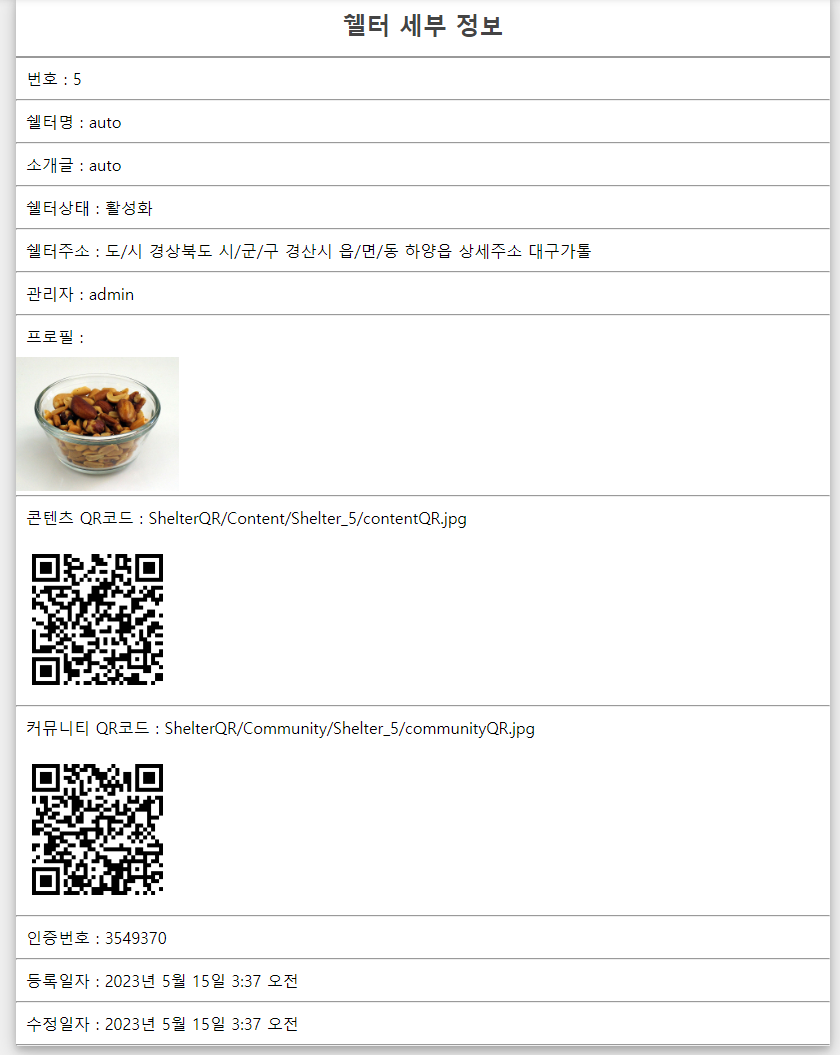 쉘터 세부 정보
번호 : 5
쉘터명 : auto
소개글 : auto
쉘터상태 : 활성화
쉘터주소 : 도/시 경상북도 시/군/구 경산시 읍/면/동 하양읍 상세주소 대구가톨
관리자 : admin
프로필 :
콘텐츠 QR코드 : ShelterQR/Content/Shelter_5/contentQR.jpg
커뮤니티 QR코드 : ShelterQR/Community/Shelter_5/communityQR.jpg
인증번호 : 3549370
등록일자 : 2023년 5월 15일 3:37 오전
수정일자 : 2023년 5월 15일 3:37 오전